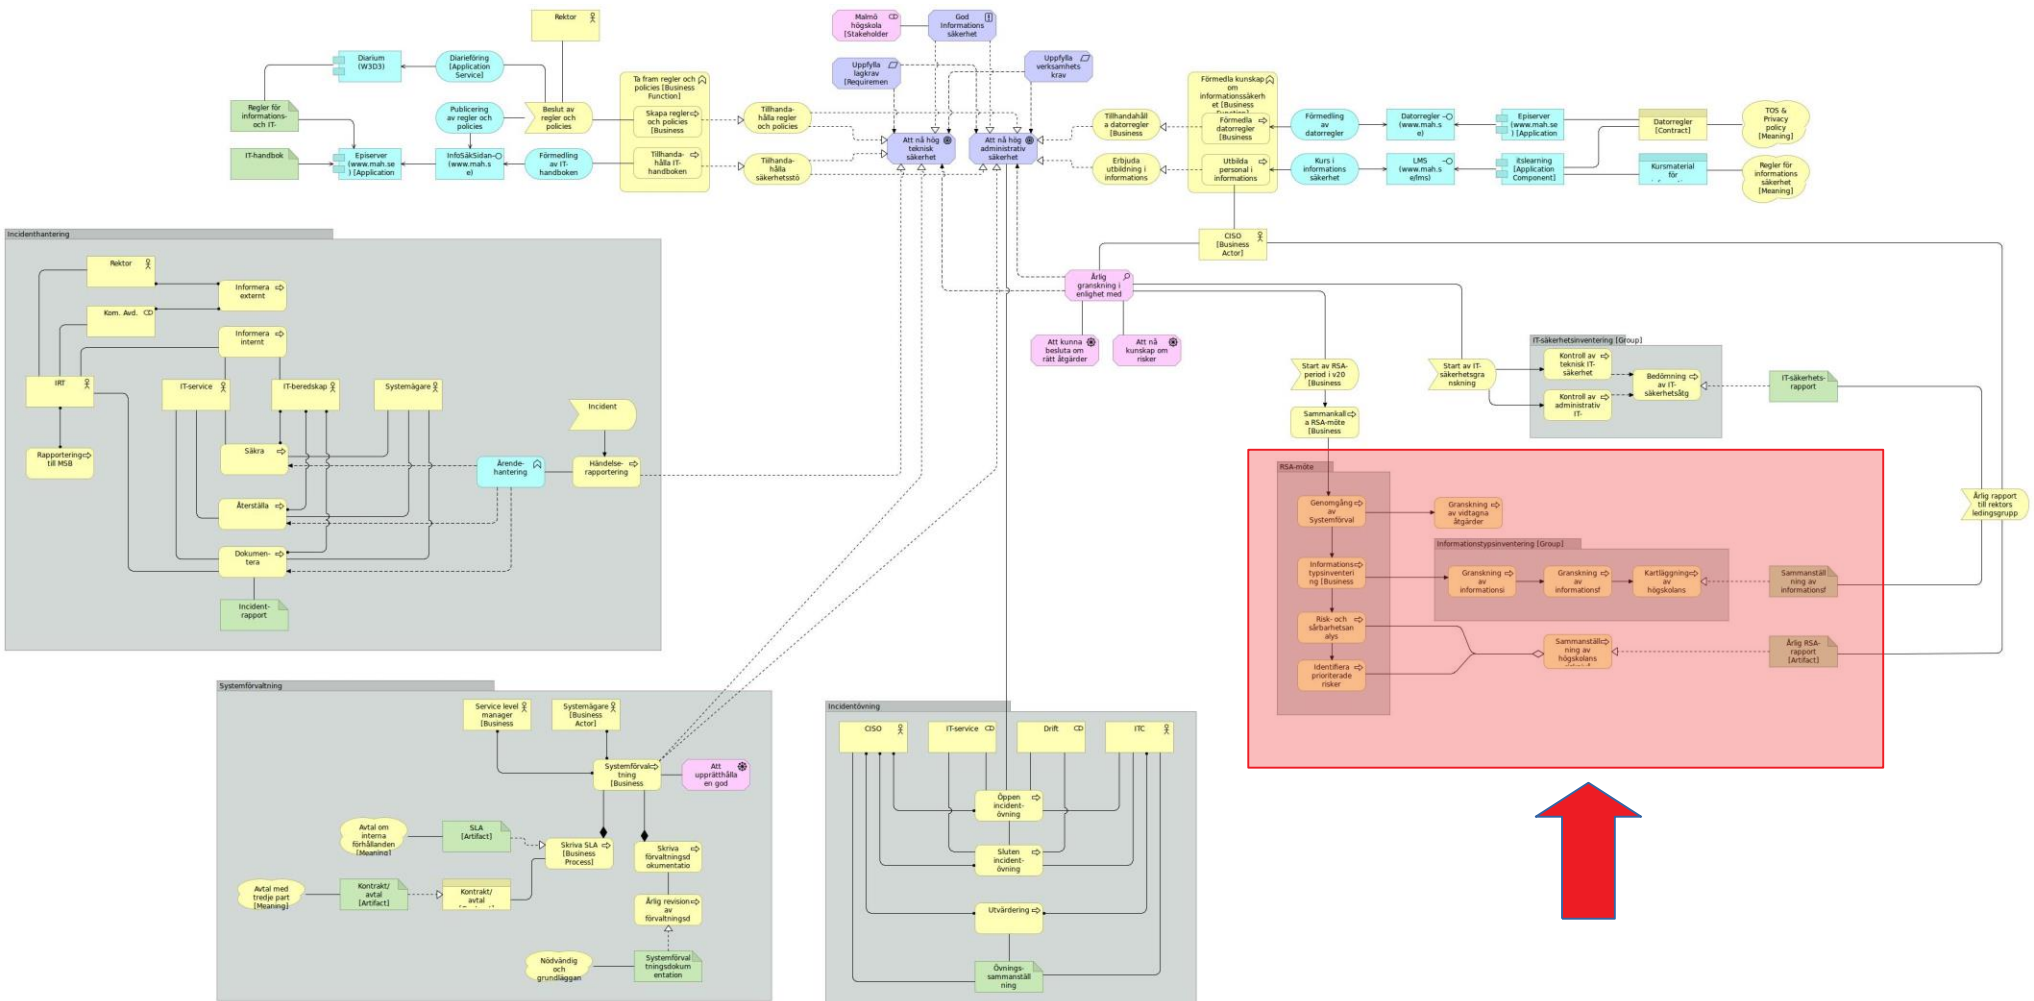 Rektor
Malmö
högskola
[Stakeholder
God
Informations
säkerhet
Diarium
(W3D3)
Diarieföring
[Application
Service]
Uppfylla
lagkrav
[Requiremen
Uppfylla
verksamhets
krav
Ta fram regler och
policies [Business
Function]
Skapa regler
och policies
[Business
Tillhanda-
hålla IT-
handboken
Förmedla kunskap
om
informationssäkerh
et [Business
Förmedla
datorregler
[Business
Utbilda
personal i
informations
Regler för
informations-
och IT-
Publicering
av regler och
policies
Beslut av
regler och
policies
Tillhanda-
hålla regler
och policies
Tillhandahåll
a datorregler
[Business
Förmedling
av
datorregler
Datorregler
(www.mah.s
e)
Episerver
(www.mah.se
) [Application
Datorregler
[Contract]
TOS &
Privacy
policy
[Meaning]
IT-handbok
Episerver
(www.mah.se
) [Application
InfoSäkSidan
(www.mah.s
e)
Förmedling
av IT-
handboken
Tillhanda-
hålla
säkerhetsstö
Att nå hög
teknisk
säkerhet
Att nå hög
administrativ
säkerhet
Erbjuda
utbildning i
informations
Kurs i
informations
säkerhet
LMS
(www.mah.s
e/lms)
itslearning
[Application
Component]
Kursmaterial
för
Regler för
informations
säkerhet
[Meaning]
CISO
[Business
Actor]
Årlig
granskning i
enlighet med
Att kunna
besluta om
rätt åtgärder
Att nå
kunskap om
risker
Incidenthantering
Rektor
Informera
externt
Kom. Avd.
Informera
internt
IRT
IT-service
IT-beredskap
Systemägare
Incident
Rapportering
till MSB
Säkra
Ärende-
hantering
Händelse-
rapportering
Återställa
Dokumen-
tera
Incident-
rapport
Start av RSA-
period i v20
[Business
Sammankall
a RSA-möte
[Business
Start av IT-
säkerhetsgra
nskning
IT-säkerhetsinventering [Group]
Kontroll av
teknisk IT-
säkerhet
Kontroll av
administrativ
IT-
Bedömning
av IT-
säkerhetsåtg
IT-säkerhets-
rapport
RSA-möte
Genomgång
av
Systemförval
Granskning
av vidtagna
åtgärder
Informationstypsinventering [Group]
Informations
typsinventeri
ng [Business
Granskning
av
informationsi
Granskning
av
informationsf
Kartläggning
av
högskolans
Sammanställ
ning av
informationsf
Risk- och
sårbarhetsan
alys
Sammanställ
ning av
högskolans
Årlig RSA-
rapport
[Artifact]
Identifiera
prioriterade
risker
Årlig rapport
till rektors
ledingsgrupp
Systemförvaltning
Service level
manager
[Business
Systemägare
[Business
Actor]
Systemförval
tning
[Business
Att
upprätthålla
en god
Avtal om
interna
förhållanden
[Meaning]
SLA
[Artifact]
Skriva SLA
[Business
Process]
Skriva
förvaltningsd
okumentatio
Avtal med
tredje part
[Meaning]
Kontrakt/
avtal
[Artifact]
Kontrakt/
avtal
Årlig revision
av
förvaltningsd
Nödvändig
och
grundläggan
Systemförval
tningsdokum
entation
Incidentövning
CISO
IT-service
Drift
ITC
Öppen
incident-
övning
Sluten
incident-
övning
Utvärdering
Övnings-
sammanställ
ning